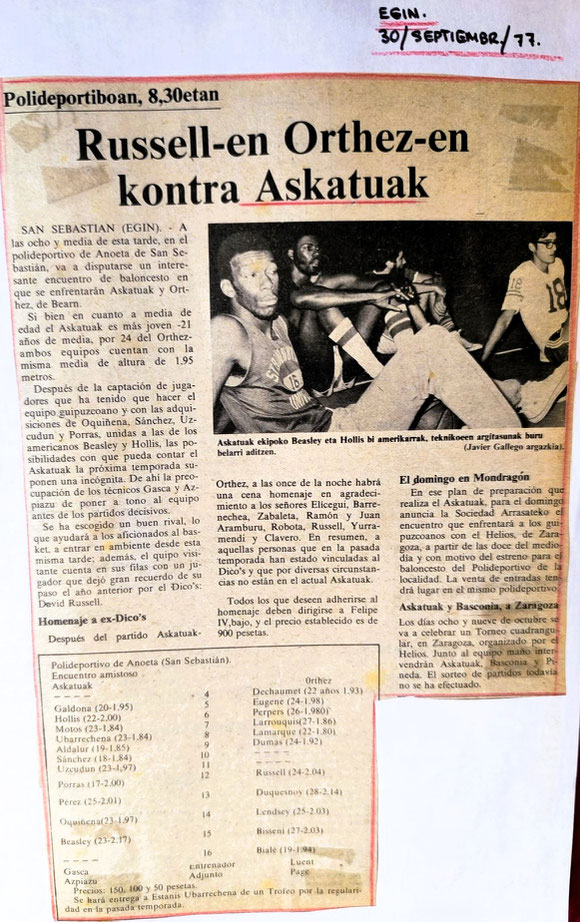 EGIN.
30/SEPTIEMBR/77.
Polideportiboan, 8,30etan
Russell-en Orthez-en
kontra Askatuak
SAN SEBASTIAN (EGIN). - A
las ocho y media de esta tarde, en el
polideportivo de Anoeta de San Se-
bastián, va a disputarse un intere-
sante encuentro de baloncesto en
que se enfrentarán Askatuak y Ort-
hez, de Bearn.
Si bien en cuanto a media de
edad el Askatuak es más joven -21
años de media, por 24 del Orthez-
ambos equipos cuentan con la
misma media de altura de 1,95
metros.
Después de la captación de juga-
dores que ha tenido que hacer el
equipo guipuzcoano y con las adqui-
siciones de Oquiñena, Sánchez, Uz-
cudun y Porras, unidas a las de los
americanos Beasley y Hollis, las po-
sibilidades con que pueda contar el
Askatuak la próxima temporada su-
ponen una incógnita. De ahí la preo-
cupación de los técnicos Gasca y Az-
piazu de poner a tono al equipo
antes de los partidos decisivos.
Se ha escogido un buen rival, lo
que ayudará a los aficionados al bas-
ket, a entrar en ambiente desde esta
misma tarde; además, el quipo visi-
tante cuenta en sus filas con un ju-
gador que dejó gran recuerdo de su
paso el año anterior por el Dico's:
David Russell.
Homenaje a ex-Dico's
Después del partido Askatuak-
18
Askatuak ekipoko Beasley eta Hollis bi amerikarrak, teknikoeen argitasunak buru
belarri aditzen.
(Javier Gallego argazkia).
Orthez, a las once de la noche habrá
una cena homenaje en agradeci-
miento a los señores Elicegui, Barre-
nechea, Zabaleta, Ramón y Juan
Aramburu, Robota, Russell, Yurra-
mendi y Clavero. En resumen, a
aquellas personas que en la pasada
temporada han estado vinculadas al
Dico's y que por diversas circunstan-
cias no están en el actual Askatuak.
Todos los que deseen adherirse al
homenaje deben dirigirse a Felipe
IV,bajo, y el precio establecido es de
900 pesetas.
El domingo en Mondragón
En ese plan de preparación que
realiza el Askatuak, para el domingo
anuncia la Sociedad Arrasateko el
encuentro que enfrentará a los gui-
puzcoanos con el Helios, de Zara-
goza, a partir de las doce del medio-
día y con motivo del estreno para el
baloncesto del Polideportivo de la
localidad. La venta de entradas ten-
drá lugar en el mismo polideportivo.
Askatuak y Basconia, a Zaragoza
Los días ocho y nueve de octubre se
va a celebrar un Torneo cuadrangu-
lar, en Zaragoza, organizado por el
Helios. Junto al equipo maño inter-
vendrán Askatuak, Basconia y Pi-
neda. El sorteo de partidos todavía
no se ha efectuado.
Polideportivo de Anoeta (San Sebastián).
Encuentro amistoso
Askatuak Orthez
- - - - 4 Dechaumet (22 años 1.93)
Galdona (20-1.95) 5 Eugene (24-1.98)
Hollis (22-2.00) 6 Perpers (26-1.980)
Motos (23-1,84) 7 Larrouquis(27-1.86)
Ubarrechena (23-1,84) 8 Lamarque (22-1.80)
Aldalur (19-1,85) 9 Dumas (24-1.92)
Sánchez (18-1.84) 10 - - - -
Uzcudun (23-1,97) 11 - - - -
Porras (17-2.00) 12 Russell (24-2.04)
Pérez (25-2.01) 13 Duquesnoy (28-2.14)
Oquiñena(23-1.97) 14 Lendsey (25-2.03)
Beasley (23-2.17) 15 Bisseni (27-2.03)
- - - - 16 Bialé (19-1.94)
Gasca Entrenador Luent
Azpiazu Adjunto Page
Precios: 150, 100 y 50 pesetas.
Se hará entrega a Estanis Ubarrechena de un Trofeo por la regulari-
dad en la pasada temporada.